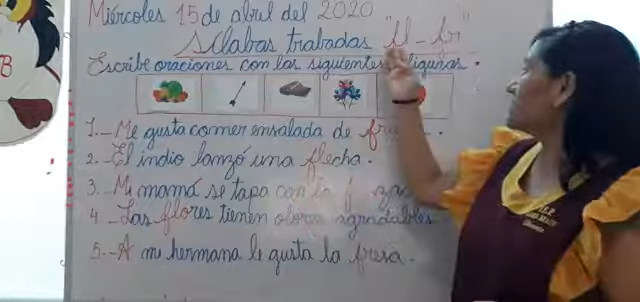 Miércoles 15 de abril del 2020
Sílabas trabadas "fl - fr"
Escribe oraciones con las siguientes figuras.
1.- Me gusta comer ensalada de
2.- El indio lanzó una flecha.
3.- Mi mamá se tapa con la
4.- Las flores tienen olores agradables
5.- A mi hermana le gusta la fresa.